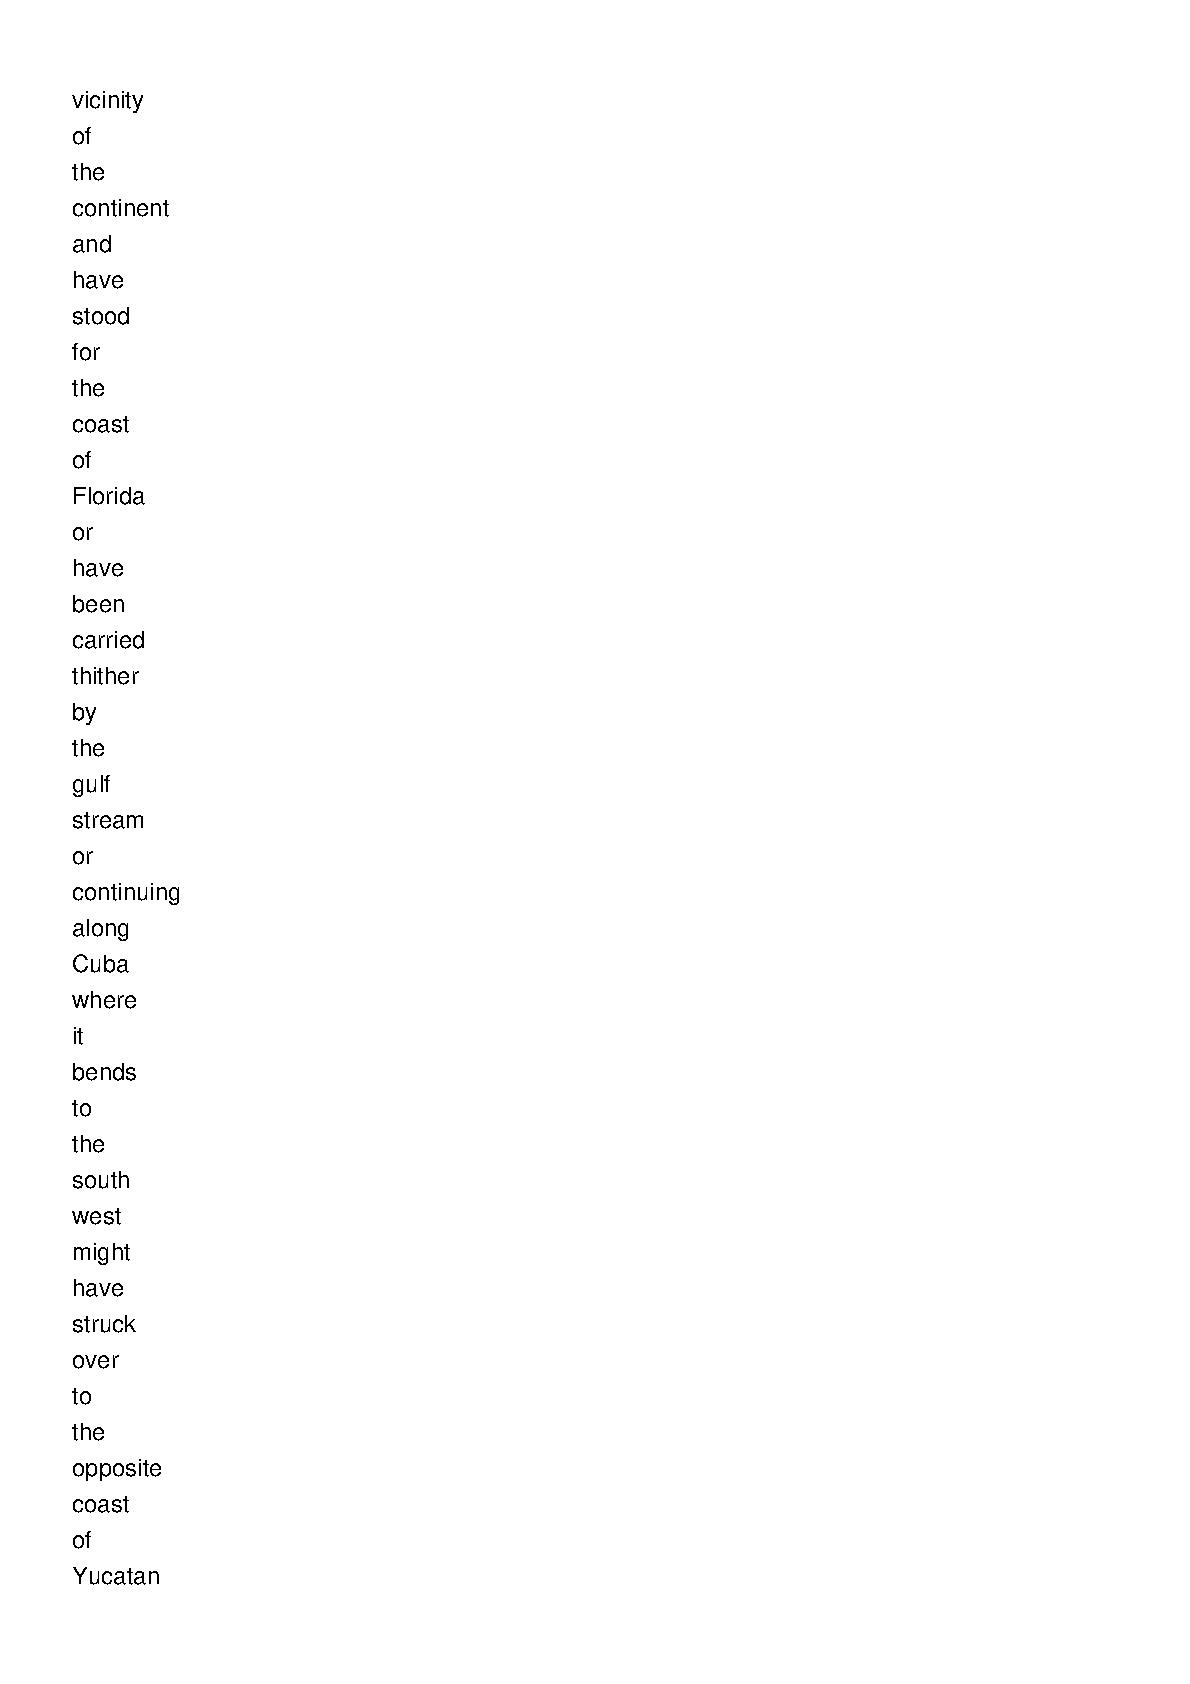 vicinity
of
the
continent
and
have
stood
for
the
coast
of
Florida
or
have
been
carried
thither
by
the
gulf
stream
or
continuing
along
Cuba
where
it
bends
to
the
south
west
might
have
struck
over
to
the
opposite
coast
of
Yucatan